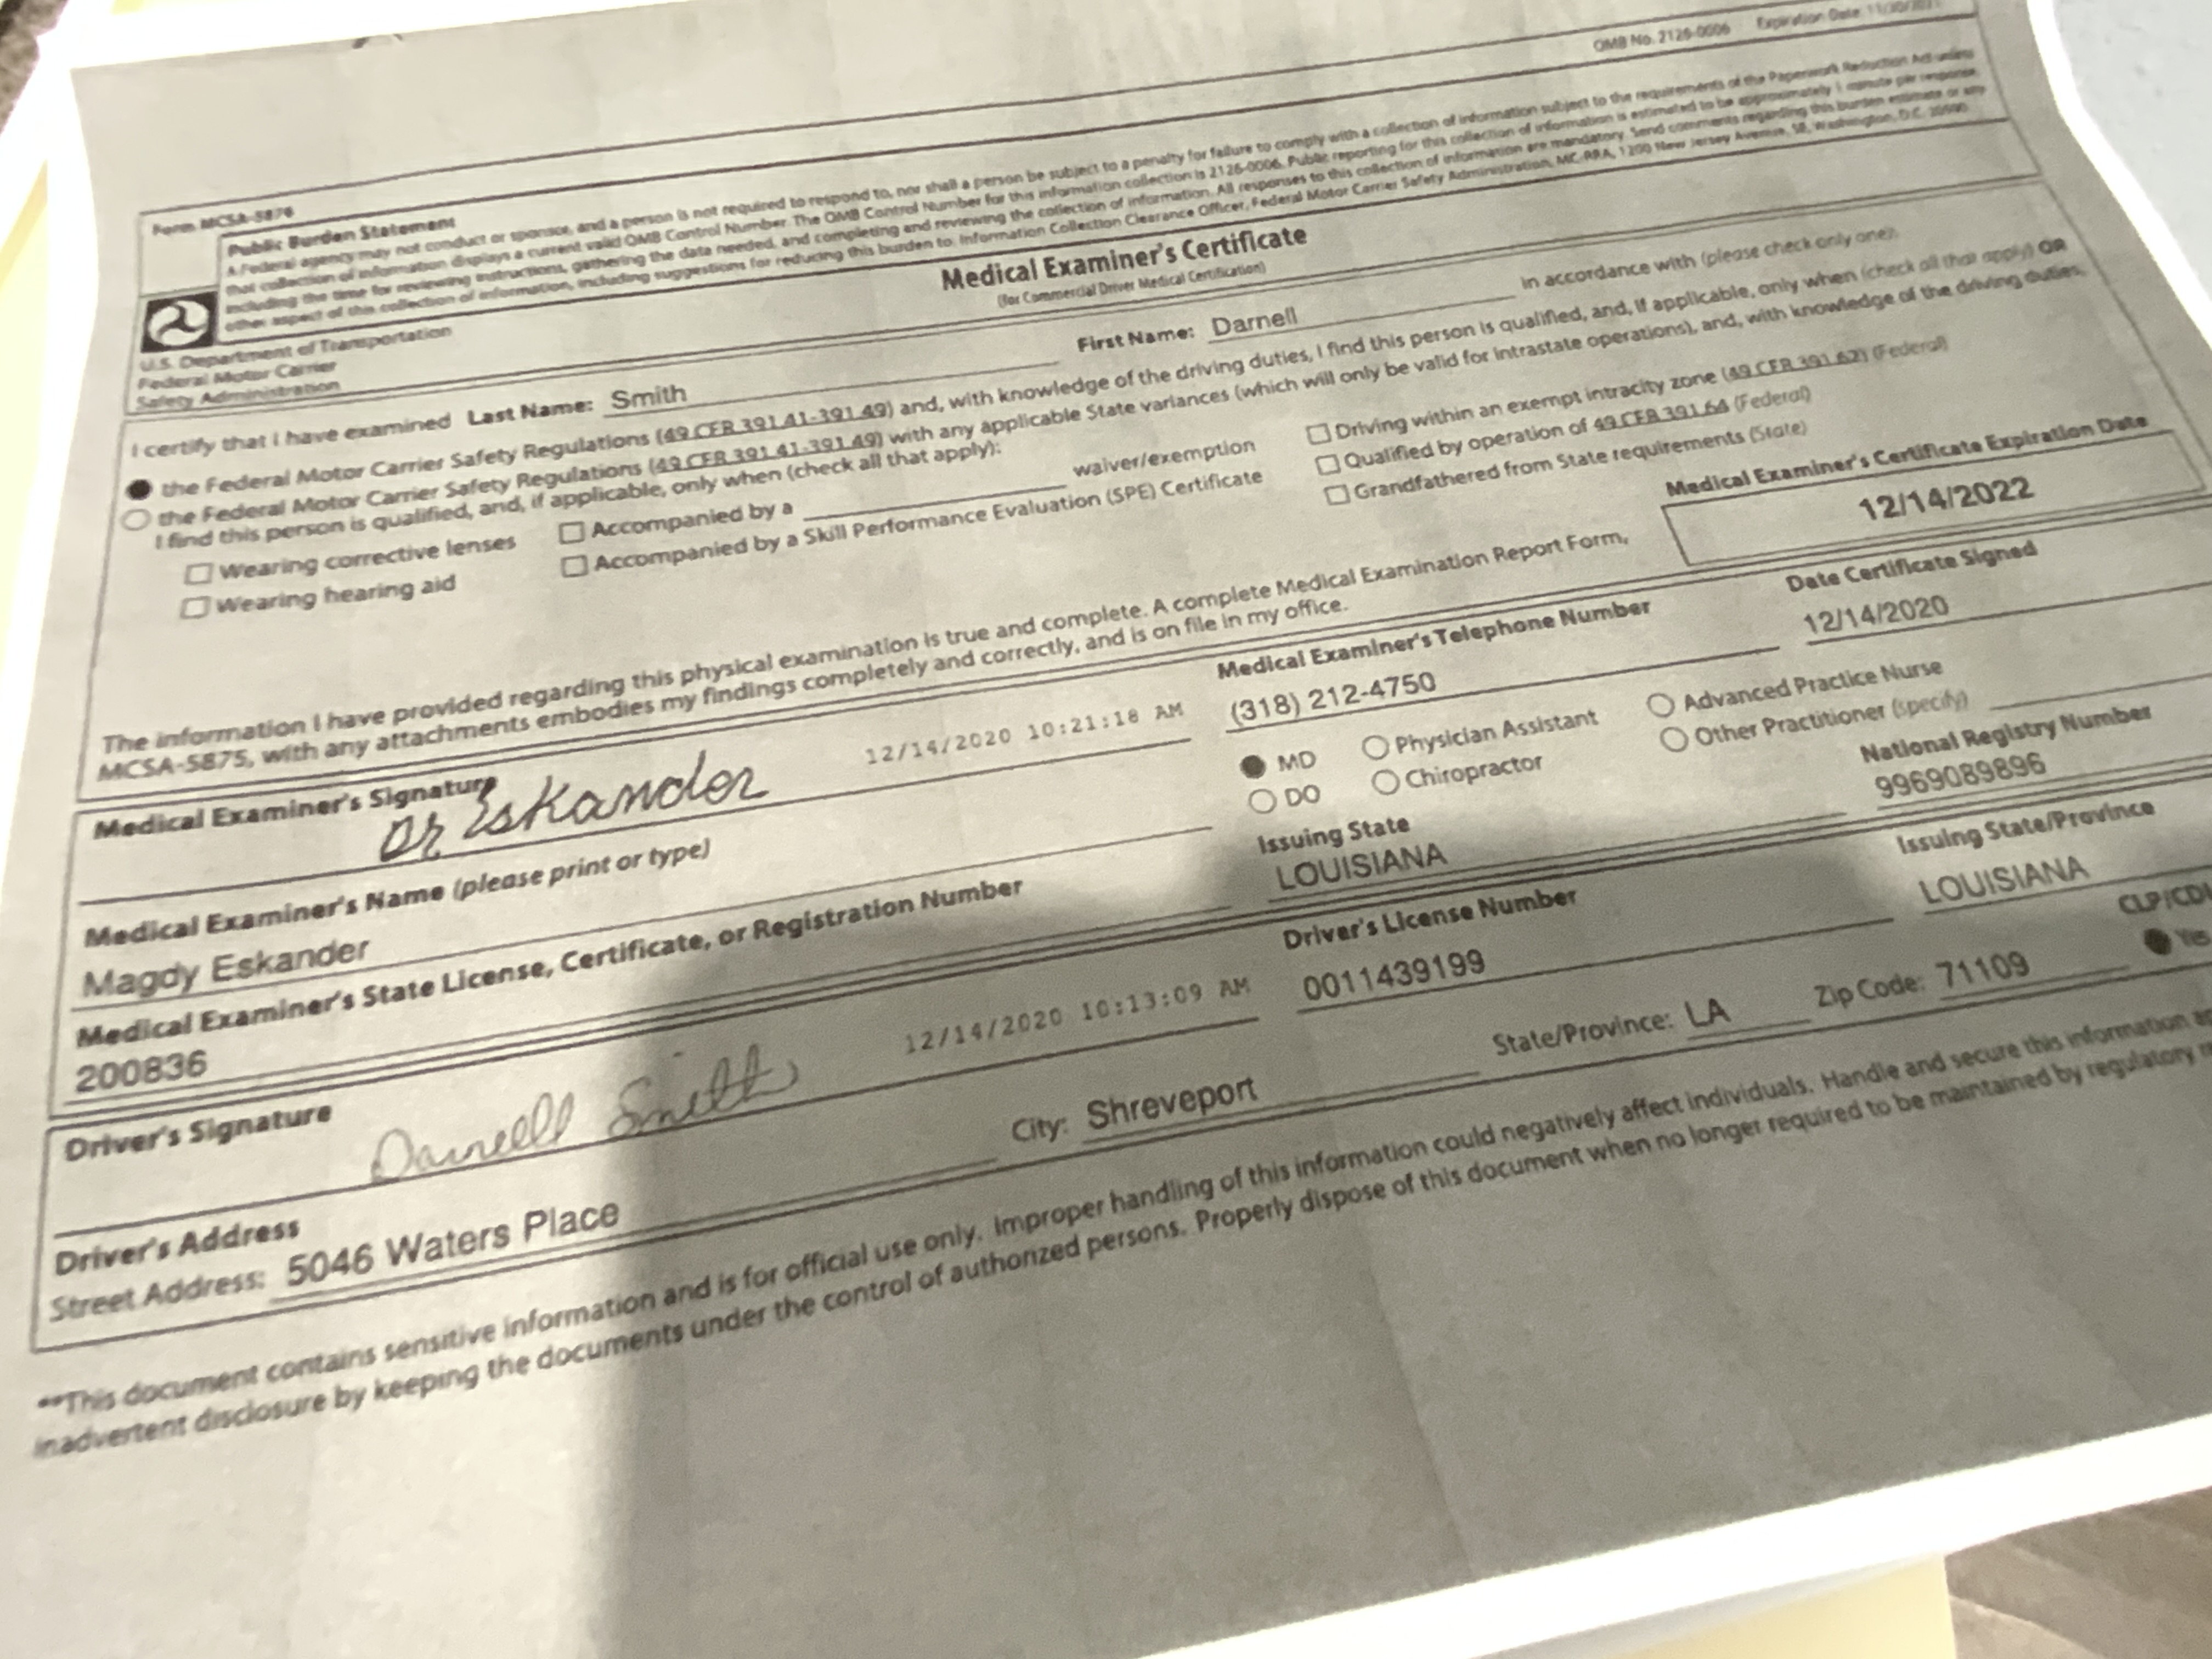 OMB No. 2126-0006 Expiration Date: 11/30/2021
Form MCSA-5876
Public Burden Statement
A Federal agency may not conduct or sponsor, and a person is not required to respond to, nor shall a person be subject to a penalty for failure to comply with a collection of information subject to the requirements of the Paperwork Reduction Act unless
that collection of information displays a current valid OMB Control Number. The OMB Control Number for this information collection is 2126-0006. Public reporting for this collection of information is estimated to be approximately 1 minute per response,
including the time for reviewing instructions, gathering the data needed, and completing and reviewing the collection of information. All responses to this collection of information are mandatory. Send comments regarding this burden estimate or any
other aspect of this collection of information, including suggestions for reducing this burden to: Information Collection Clearance Officer, Federal Motor Carrier Safety Administration, MC-RRA, 1200 New Jersey Avenue, SE, Washington, D.C. 20590.
U.S. Department of Transportation
Federal Motor Carrier
Safety Administration
Medical Examiner's Certificate
(for Commercial Driver Medical Certification)
I certify that I have examined Last Name: Smith First Name: Darnell in accordance with (please check only one):
the Federal Motor Carrier Safety Regulations (49 CFR 391.41-391.49) and, with knowledge of the driving duties, I find this person is qualified, and, if applicable, only when (check all that apply) OR
the Federal Motor Carrier Safety Regulations (49 CFR 391.41-391.49) with any applicable State variances (which will only be valid for intrastate operations), and, with knowledge of the driving duties,
I find this person is qualified, and, if applicable, only when (check all that apply):
Wearing corrective lenses Accompanied by a waiver/exemption Driving within an exempt intracity zone (49 CFR 391.62) (Federal)
Wearing hearing aid Accompanied by a Skill Performance Evaluation (SPE) Certificate Qualified by operation of 49 CFR 391.64 (Federal)
Grandfathered from State requirements (State)
Medical Examiner's Certificate Expiration Date
12/14/2022
The information I have provided regarding this physical examination is true and complete. A complete Medical Examination Report Form,
MCSA-5875, with any attachments embodies my findings completely and correctly, and is on file in my office.
Medical Examiner's Signature Medical Examiner's Telephone Number Date Certificate Signed
Dr Eskander 12/14/2020 10:21:18 AM (318) 212-4750 12/14/2020
Medical Examiner's Name (please print or type) MD Physician Assistant Advanced Practice Nurse
Magdy Eskander DO Chiropractor Other Practitioner (specify)
Medical Examiner's State License, Certificate, or Registration Number Issuing State National Registry Number
200836 LOUISIANA 9969089896
Driver's Signature Driver's License Number Issuing State/Province
Darnell Smith 12/14/2020 10:13:09 AM 0011439199 LOUISIANA
Driver's Address CLP/CDL
Street Address: 5046 Waters Place City: Shreveport State/Province: LA Zip Code: 71109 Yes
**This document contains sensitive information and is for official use only. Improper handling of this information could negatively affect individuals. Handle and secure this information
inadvertent disclosure by keeping the documents under the control of authorized persons. Properly dispose of this document when no longer required to be maintained by regulatory